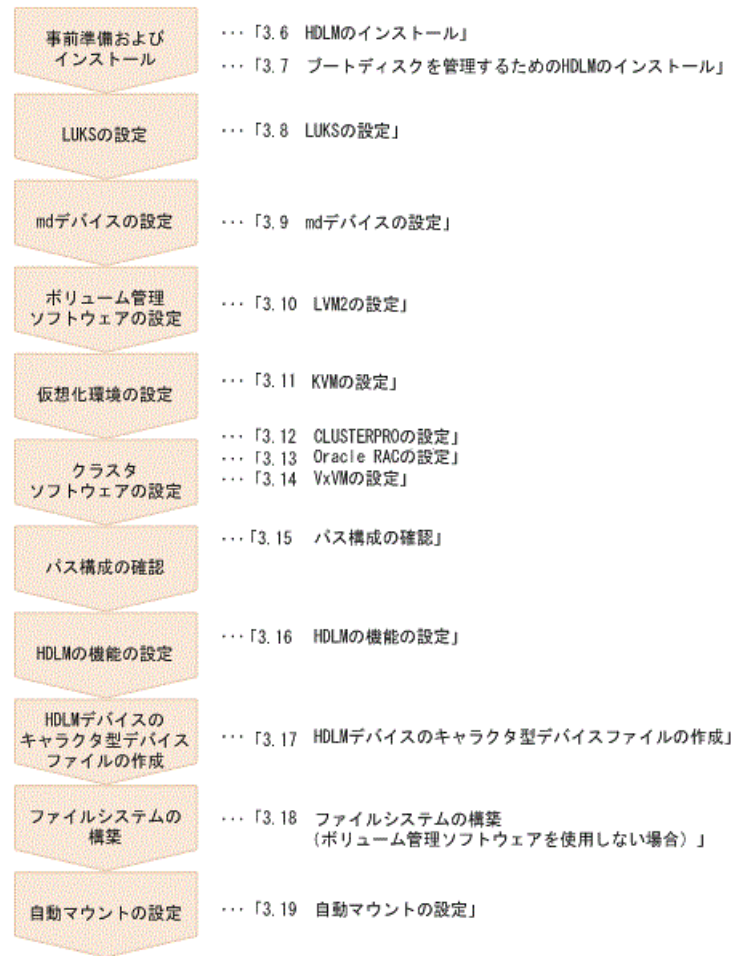 事前準備および
インストール
･･･「3.6 HDLMのインストール」
･･･「3.7 ブートディスクを管理するためのHDLMのインストール」
LUKSの設定
･･･「3.8 LUKSの設定」
mdデバイスの設定
･･･「3.9 mdデバイスの設定」
ボリューム管理
ソフトウェアの設定
･･･「3.10 LVM2の設定」
仮想化環境の設定
･･･「3.11 KVMの設定」
クラスタ
ソフトウェアの設定
･･･「3.12 CLUSTERPROの設定」
･･･「3.13 Oracle RACの設定」
･･･「3.14 VxVMの設定」
パス構成の確認
･･･「3.15 パス構成の確認」
HDLMの機能の設定
･･･「3.16 HDLMの機能の設定」
HDLMデバイスの
キャラクタ型デバイス
ファイルの作成
･･･「3.17 HDLMデバイスのキャラクタ型デバイスファイルの作成」
ファイルシステムの
構築
･･･「3.18 ファイルシステムの構築
(ボリューム管理ソフトウェアを使用しない場合)」
自動マウントの設定
･･･「3.19 自動マウントの設定」